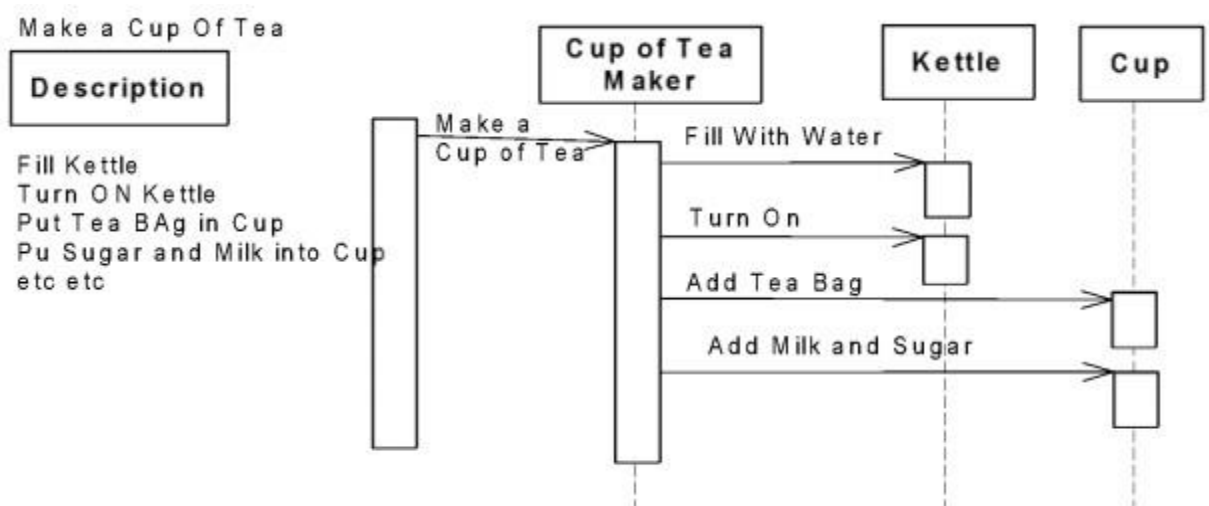 Make a Cup Of Tea
Description
Fill Kettle
Turn ON Kettle
Put Tea BAg in Cup
Pu Sugar and Milk into Cup
etc etc
Cup of Tea
Maker
Kettle
Cup
Make a
Cup of Tea
Fill With Water
Turn On
Add Tea Bag
Add Milk and Sugar